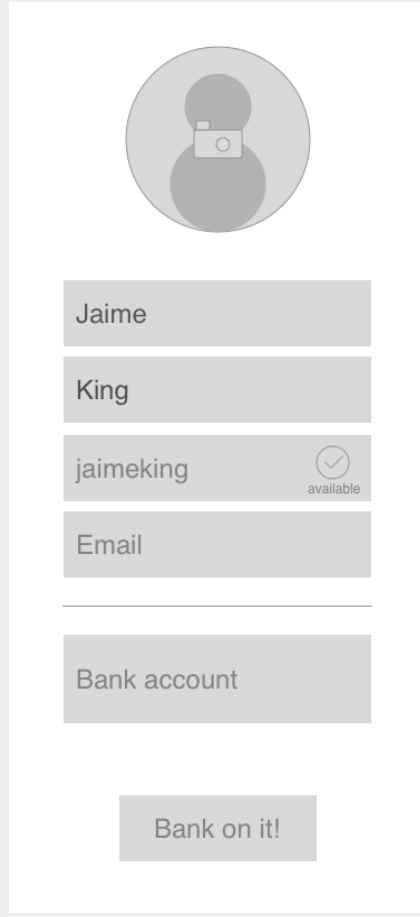 Jaime
King
jaimeking
available
Email
Bank account
Bank on it!